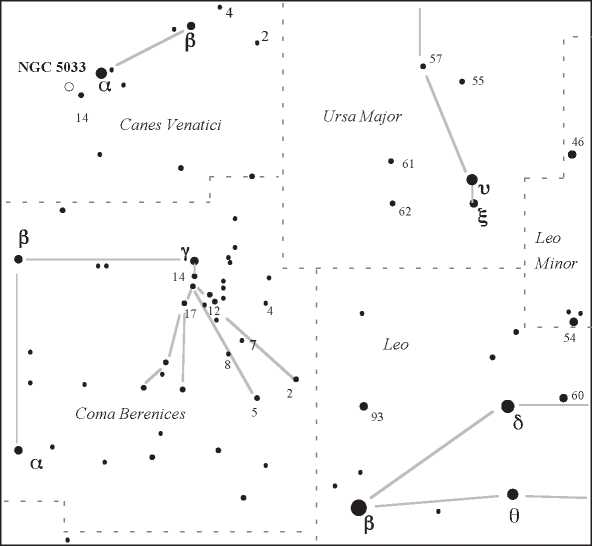 4
β
2
57
NGC 5033
α
55
14
Canes Venatici
Ursa Major
46
61
υ
62
ξ
β
γ
Leo
Minor
14
17
12
4
7
Leo
54
8
2
60
5
93
Coma Berenices
δ
α
β
θ